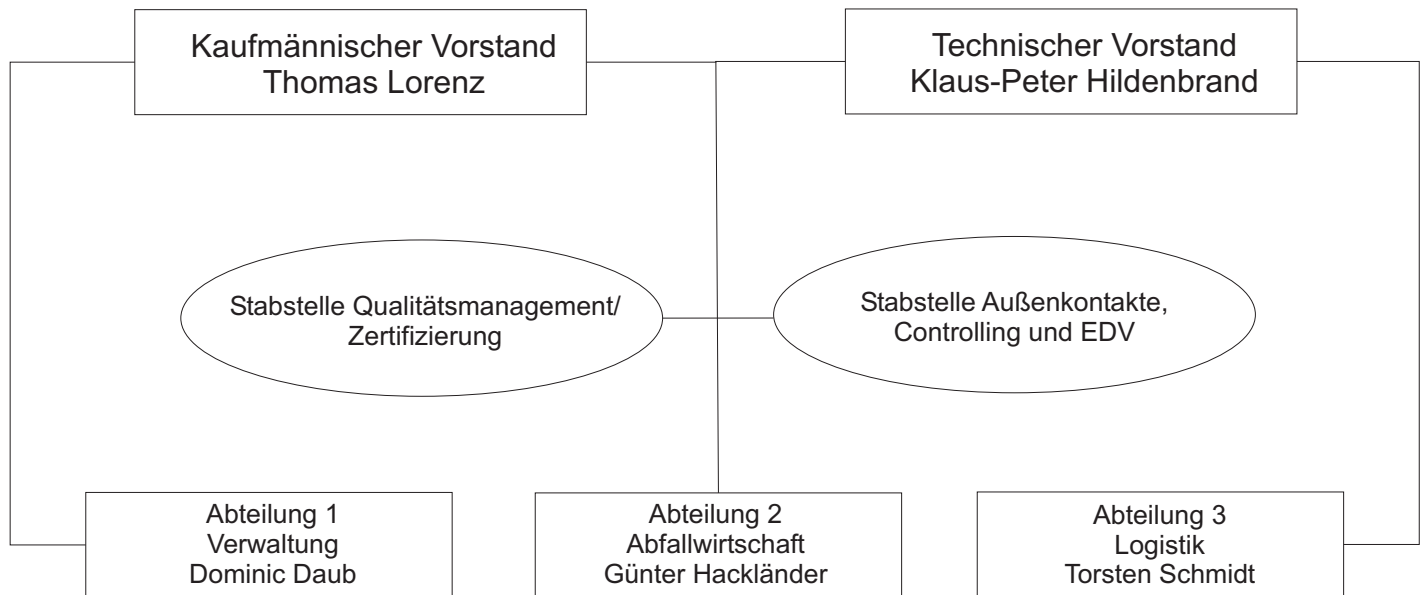 Kaufmännischer Vorstand
Thomas Lorenz
Technischer Vorstand
Klaus-Peter Hildenbrand
Stabstelle Qualitätsmanagement/
Zertifizierung
Stabstelle Außenkontakte,
Controlling und EDV
Abteilung 1
Verwaltung
Dominic Daub
Abteilung 2
Abfallwirtschaft
Günter Hackländer
Abteilung 3
Logistik
Torsten Schmidt